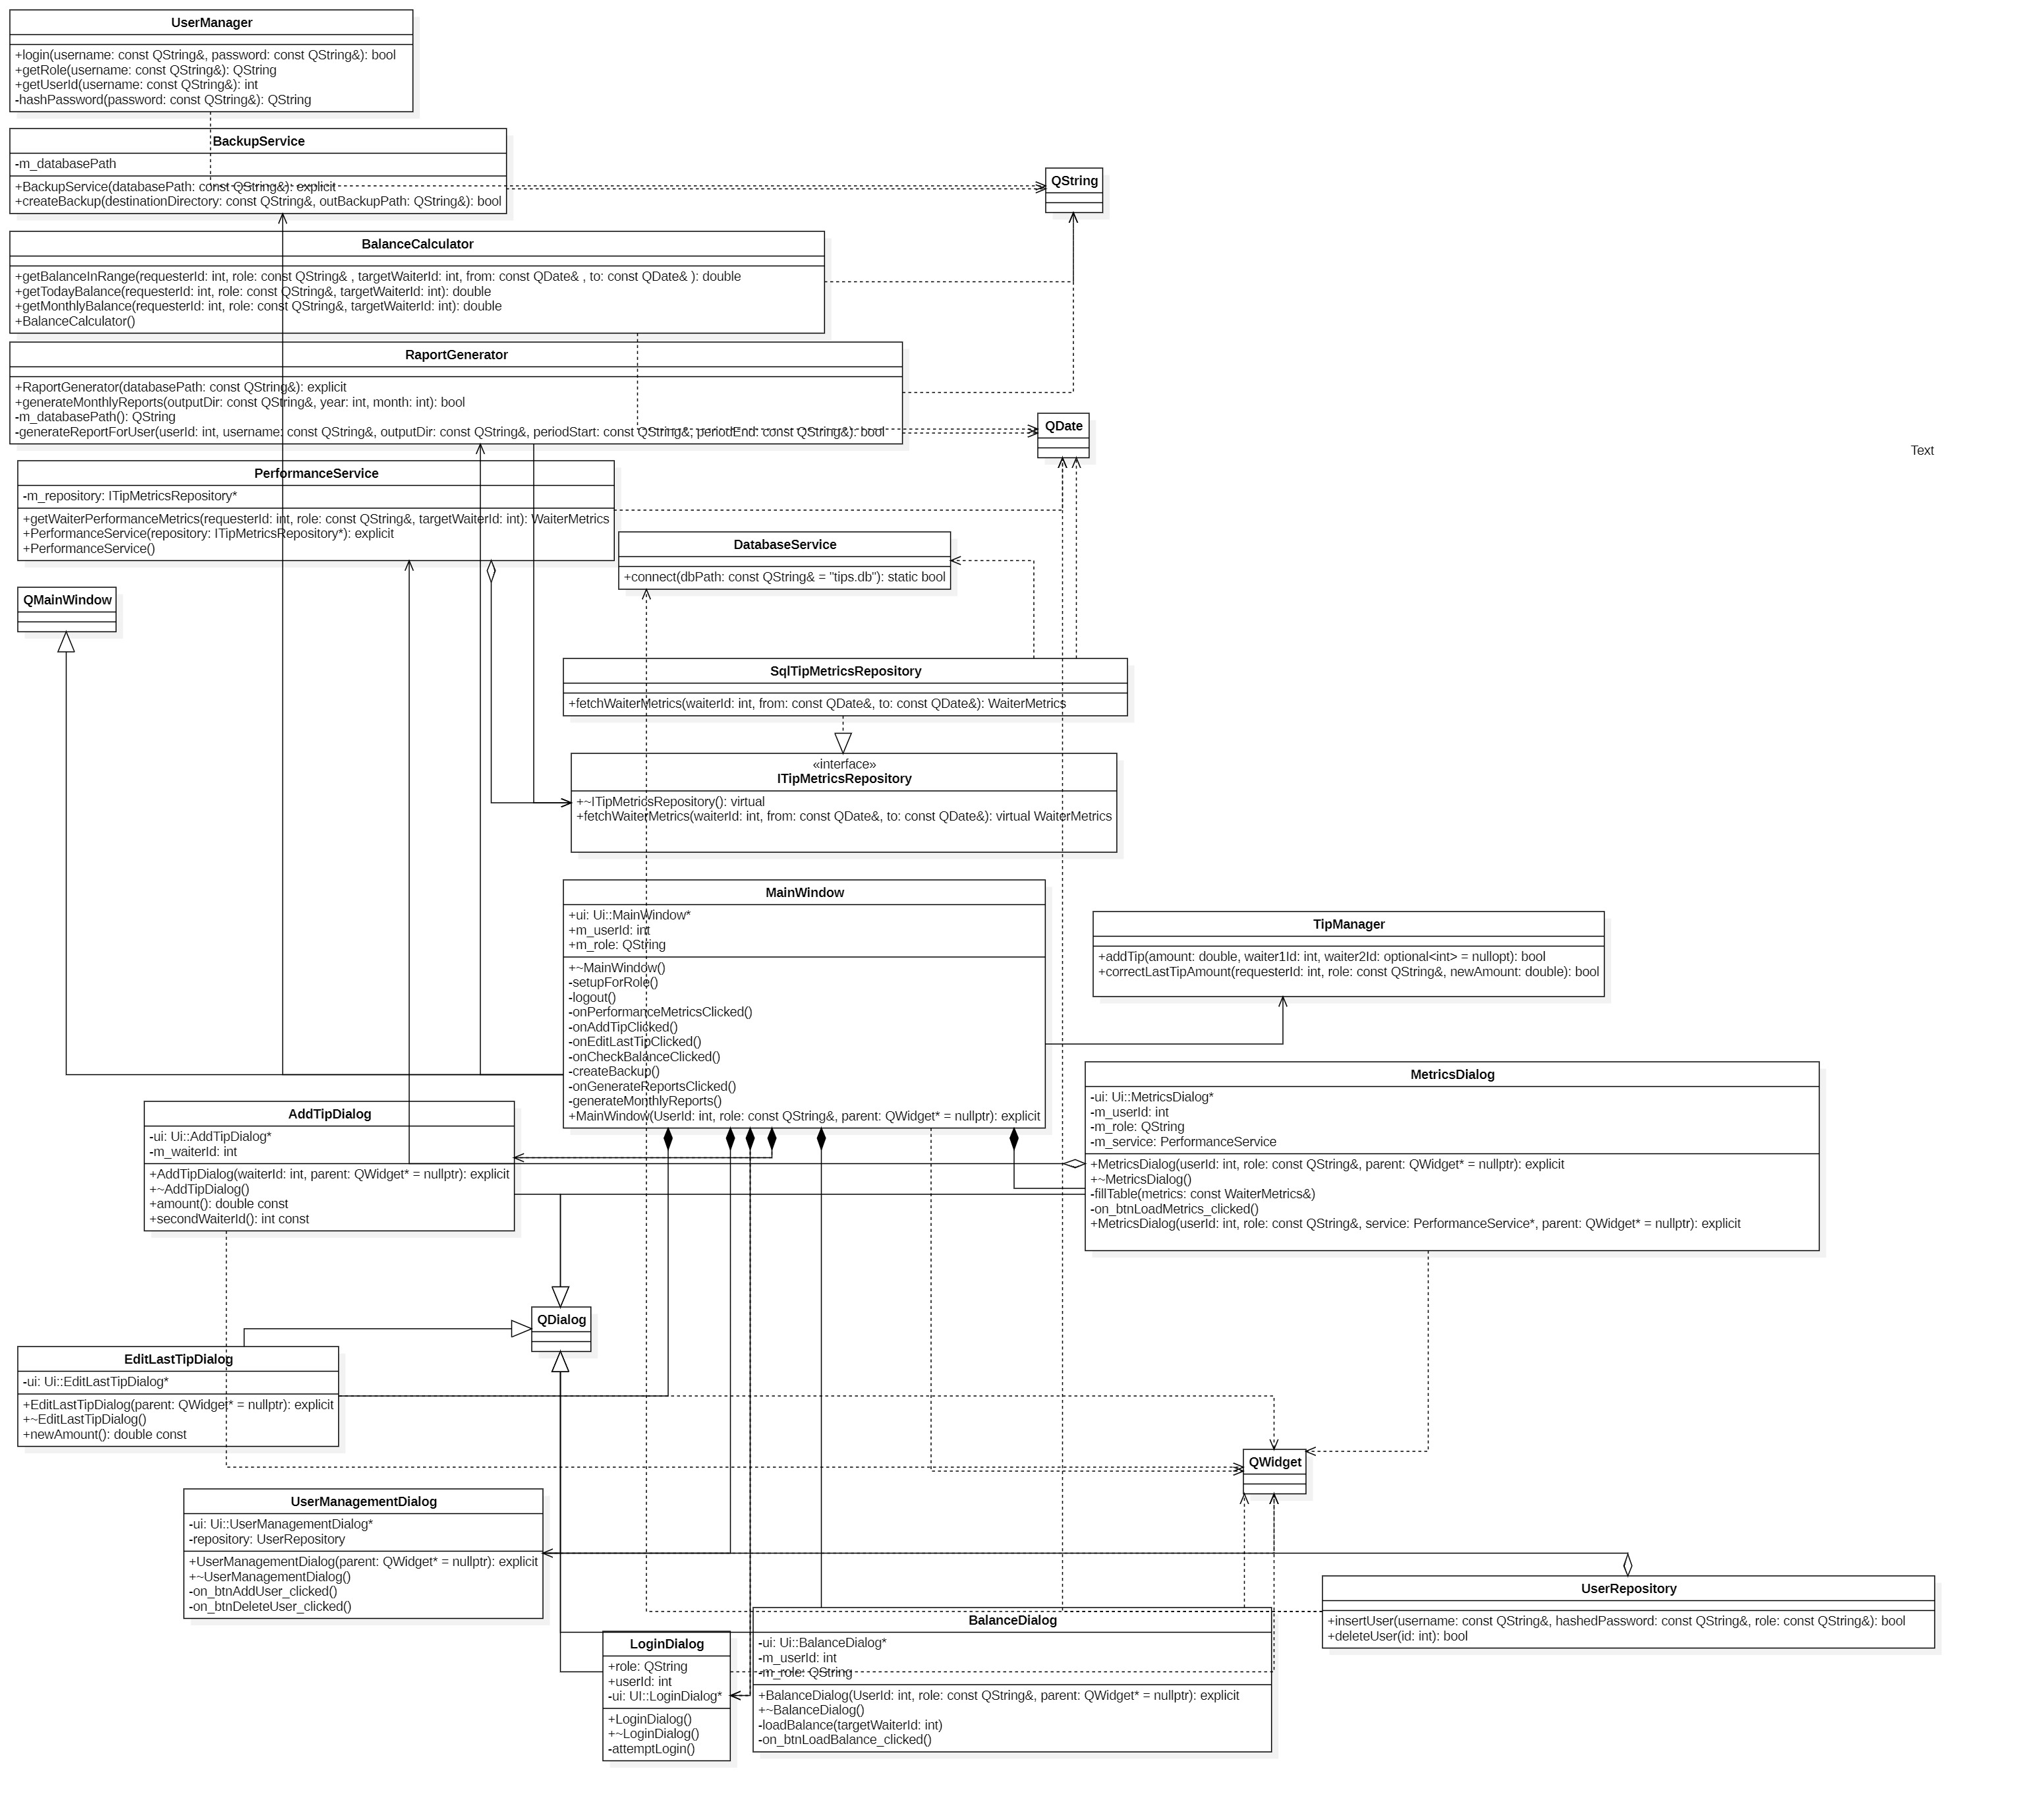 UserManager
+login(username: const QString&, password: const QString&): bool
+getRole(username: const QString&): QString
+getUserId(username: const QString&): int
-hashPassword(password: const QString&): QString
BackupService
-m_databasePath
+BackupService(databasePath: const QString&): explicit
+createBackup(destinationDirectory: const QString&, outBackupPath: QString&): bool
QString
BalanceCalculator
+getBalanceInRange(requesterId: int, role: const QString& , targetWaiterId: int, from: const QDate& , to: const QDate& ): double
+getTodayBalance(requesterId: int, role: const QString&, targetWaiterId: int): double
+getMonthlyBalance(requesterId: int, role: const QString&, targetWaiterId: int): double
+BalanceCalculator()
RaportGenerator
+RaportGenerator(databasePath: const QString&): explicit
+generateMonthlyReports(outputDir: const QString&, year: int, month: int): bool
-m_databasePath(): QString
-generateReportForUser(userId: int, username: const QString&, outputDir: const QString&, periodStart: const QString&, periodEnd: const QString&): bool
QDate
Text
PerformanceService
-m_repository: ITipMetricsRepository*
+getWaiterPerformanceMetrics(requesterId: int, role: const QString&, targetWaiterId: int): WaiterMetrics
+PerformanceService(repository: ITipMetricsRepository*): explicit
+PerformanceService()
DatabaseService
+connect(dbPath: const QString& = "tips.db"): static bool
QMainWindow
SqlTipMetricsRepository
+fetchWaiterMetrics(waiterId: int, from: const QDate&, to: const QDate&): WaiterMetrics
«interface»
ITipMetricsRepository
+~ITipMetricsRepository(): virtual
+fetchWaiterMetrics(waiterId: int, from: const QDate&, to: const QDate&): virtual WaiterMetrics
MainWindow
+ui: Ui::MainWindow*
+m_userId: int
+m_role: QString
+~MainWindow()
-setupForRole()
-logout()
-onPerformanceMetricsClicked()
-onAddTipClicked()
-onEditLastTipClicked()
-onCheckBalanceClicked()
-createBackup()
-onGenerateReportsClicked()
-generateMonthlyReports()
+MainWindow(UserId: int, role: const QString&, parent: QWidget* = nullptr): explicit
TipManager
+addTip(amount: double, waiter1Id: int, waiter2Id: optional<int> = nullopt): bool
+correctLastTipAmount(requesterId: int, role: const QString&, newAmount: double): bool
MetricsDialog
-ui: Ui::MetricsDialog*
-m_userId: int
-m_role: QString
-m_service: PerformanceService
+MetricsDialog(userId: int, role: const QString&, parent: QWidget* = nullptr): explicit
+~MetricsDialog()
-fillTable(metrics: const WaiterMetrics&)
-on_btnLoadMetrics_clicked()
+MetricsDialog(userId: int, role: const QString&, service: PerformanceService*, parent: QWidget* = nullptr): explicit
AddTipDialog
-ui: Ui::AddTipDialog*
-m_waiterId: int
+AddTipDialog(waiterId: int, parent: QWidget* = nullptr): explicit
+~AddTipDialog()
+amount(): double const
+secondWaiterId(): int const
QDialog
EditLastTipDialog
-ui: Ui::EditLastTipDialog*
+EditLastTipDialog(parent: QWidget* = nullptr): explicit
+~EditLastTipDialog()
+newAmount(): double const
QWidget
UserManagementDialog
-ui: Ui::UserManagementDialog*
-repository: UserRepository
+UserManagementDialog(parent: QWidget* = nullptr): explicit
+~UserManagementDialog()
-on_btnAddUser_clicked()
-on_btnDeleteUser_clicked()
UserRepository
+insertUser(username: const QString&, hashedPassword: const QString&, role: const QString&): bool
+deleteUser(id: int): bool
LoginDialog
+role: QString
+userId: int
-ui: UI::LoginDialog*
+LoginDialog()
+~LoginDialog()
-attemptLogin()
BalanceDialog
-ui: Ui::BalanceDialog*
-m_userId: int
-m_role: QString
+BalanceDialog(UserId: int, role: const QString&, parent: QWidget* = nullptr): explicit
+~BalanceDialog()
-loadBalance(targetWaiterId: int)
-on_btnLoadBalance_clicked()